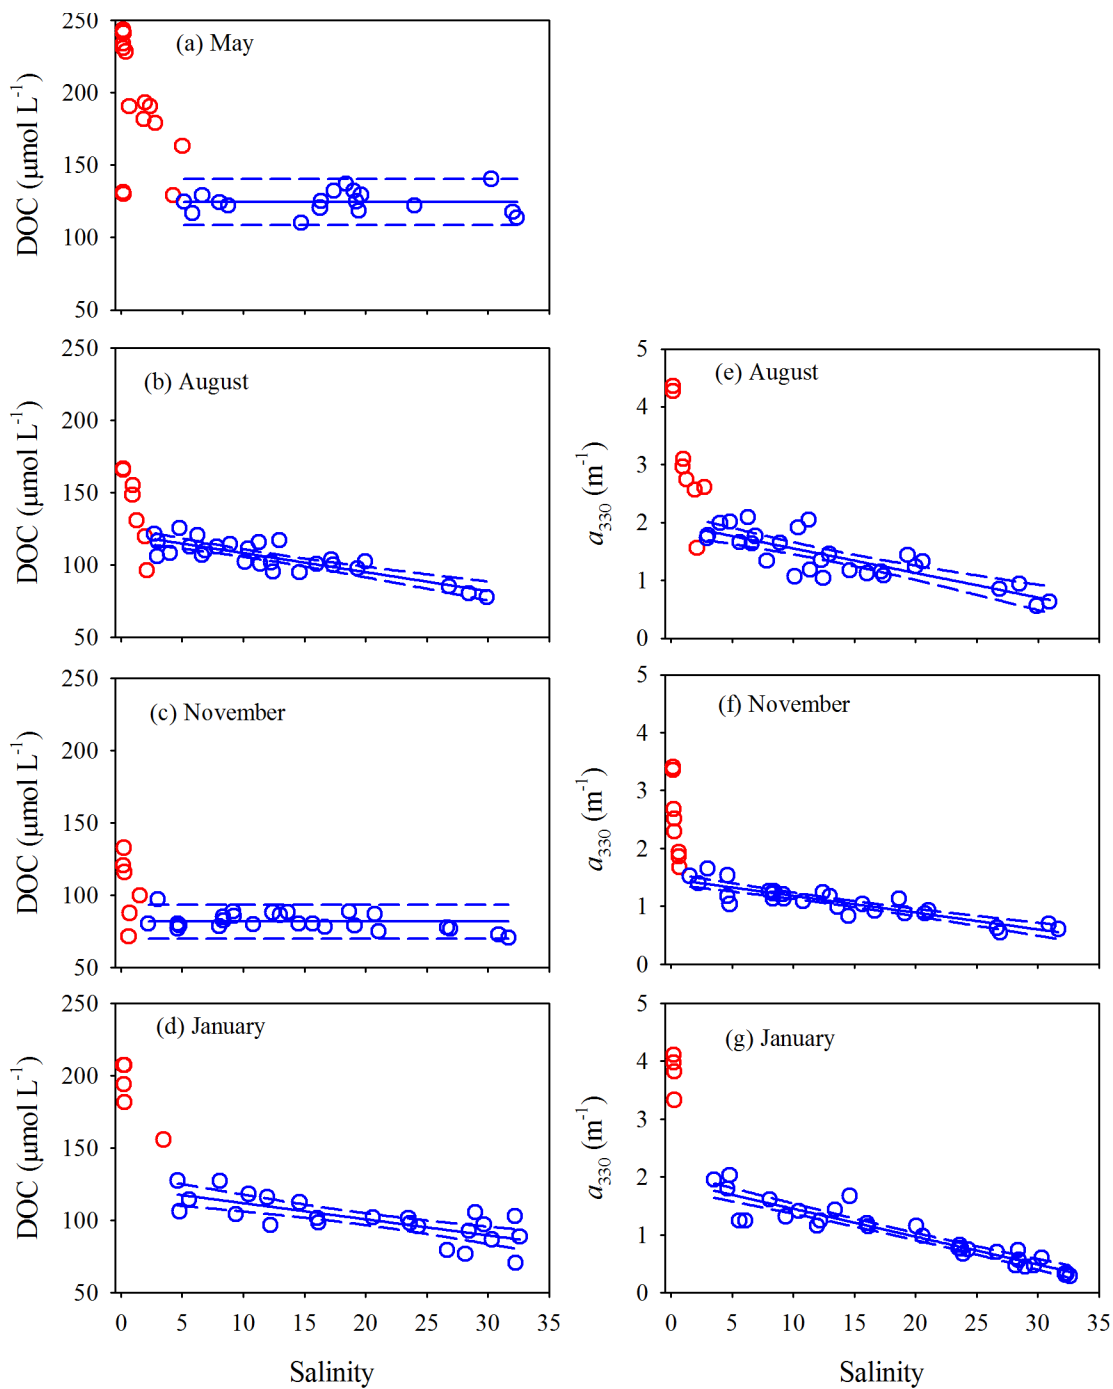 250
200
150
100
50
DOC (µmol L-1)
(a) May
250
200
150
100
50
DOC (µmol L-1)
(b) August
5
4
3
2
1
0
a330 (m-1)
(e) August
250
200
150
100
50
DOC (µmol L-1)
(c) November
5
4
3
2
1
0
a330 (m-1)
(f) November
250
200
150
100
50
DOC (µmol L-1)
(d) January
0 5 10 15 20 25 30 35
Salinity
5
4
3
2
1
0
a330 (m-1)
(g) January
0 5 10 15 20 25 30 35
Salinity